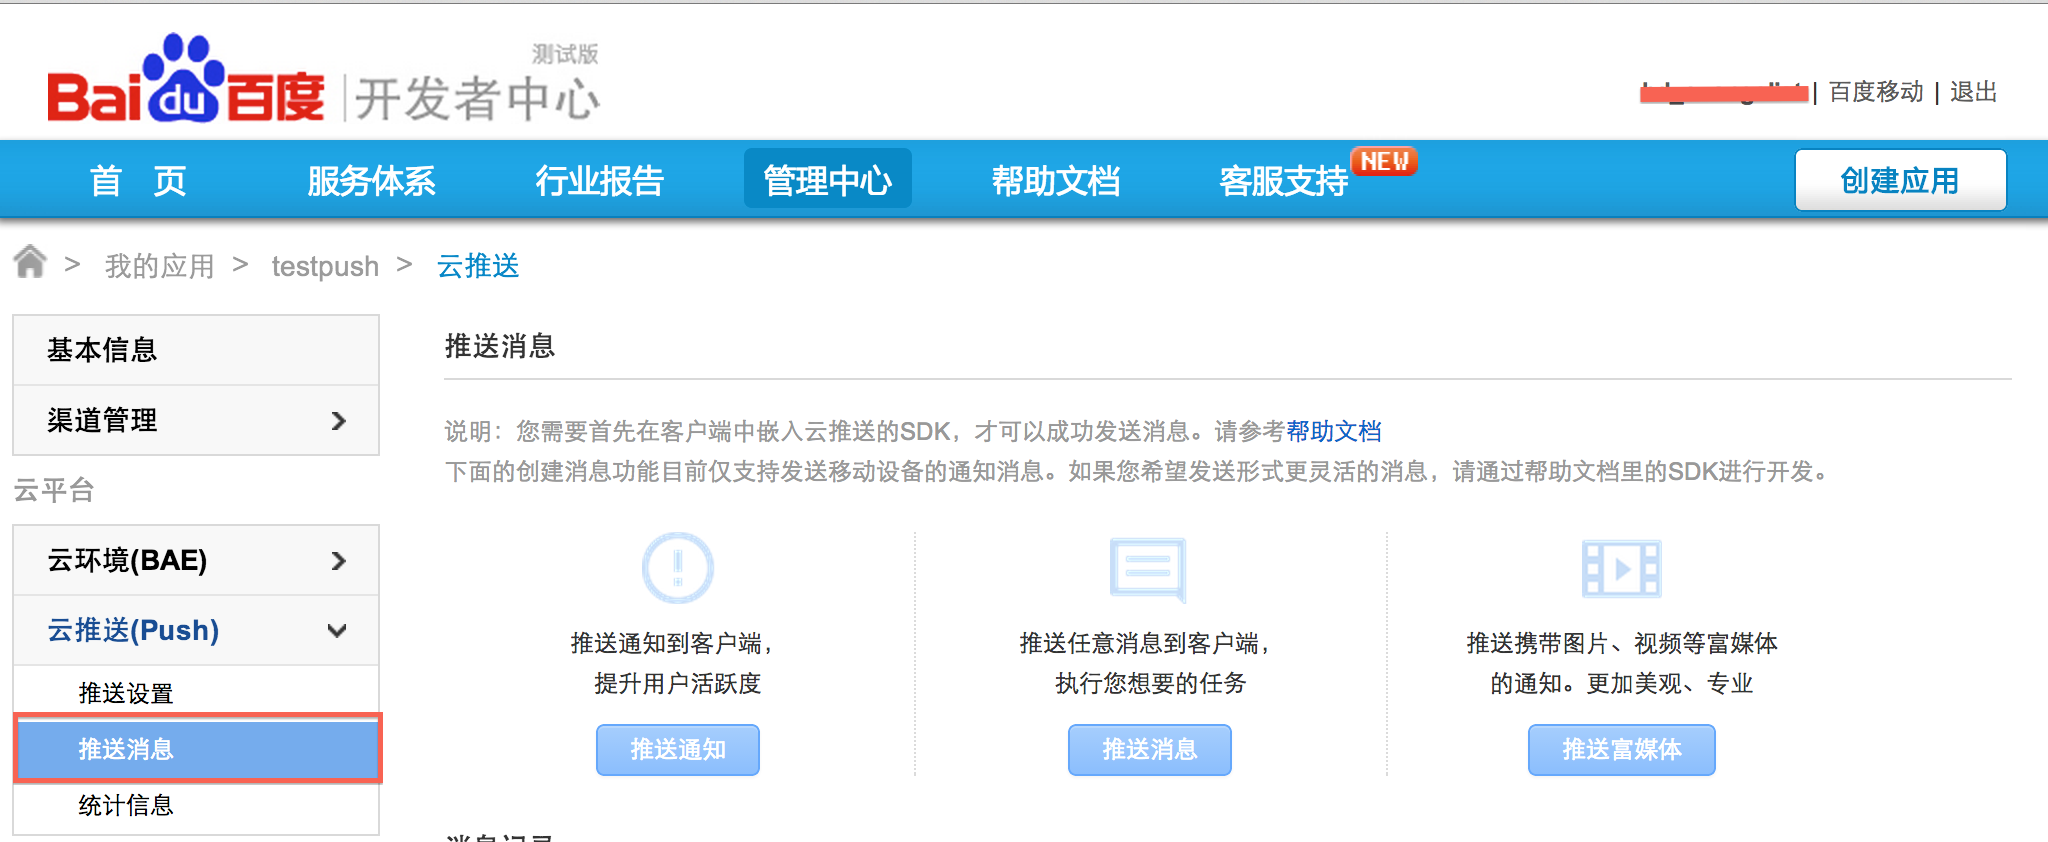 测试版
Baidu百度 | 开发者中心
| 百度移动 | 退出
首 页 服务体系 行业报告 管理中心 帮助文档 客服支持 NEW 创建应用
> 我的应用 > testpush > 云推送
基本信息
渠道管理
云平台
云环境(BAE)
云推送(Push)
推送设置
推送消息
统计信息
推送消息
说明：您需要首先在客户端中嵌入云推送的SDK，才可以成功发送消息。请参考帮助文档
下面的创建消息功能目前仅支持发送移动设备的通知消息。如果您希望发送形式更灵活的消息，请通过帮助文档里的SDK进行开发。
推送通知到客户端，
提升用户活跃度
推送通知
推送任意消息到客户端，
执行您想要的任务
推送消息
推送携带图片、视频等富媒体
的通知。更加美观、专业
推送富媒体
消息记录